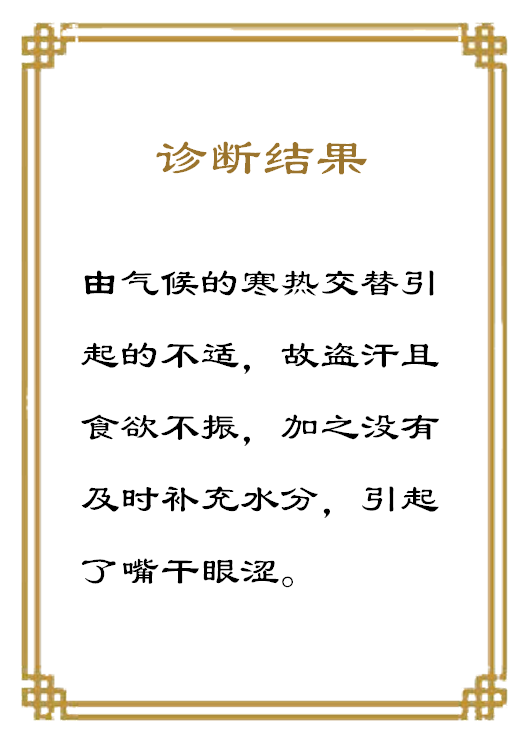 诊断结果
由气候的寒热交替引
起的不适，故盗汗且
食欲不振，加之没有
及时补充水分，引起
了嘴干眼涩。